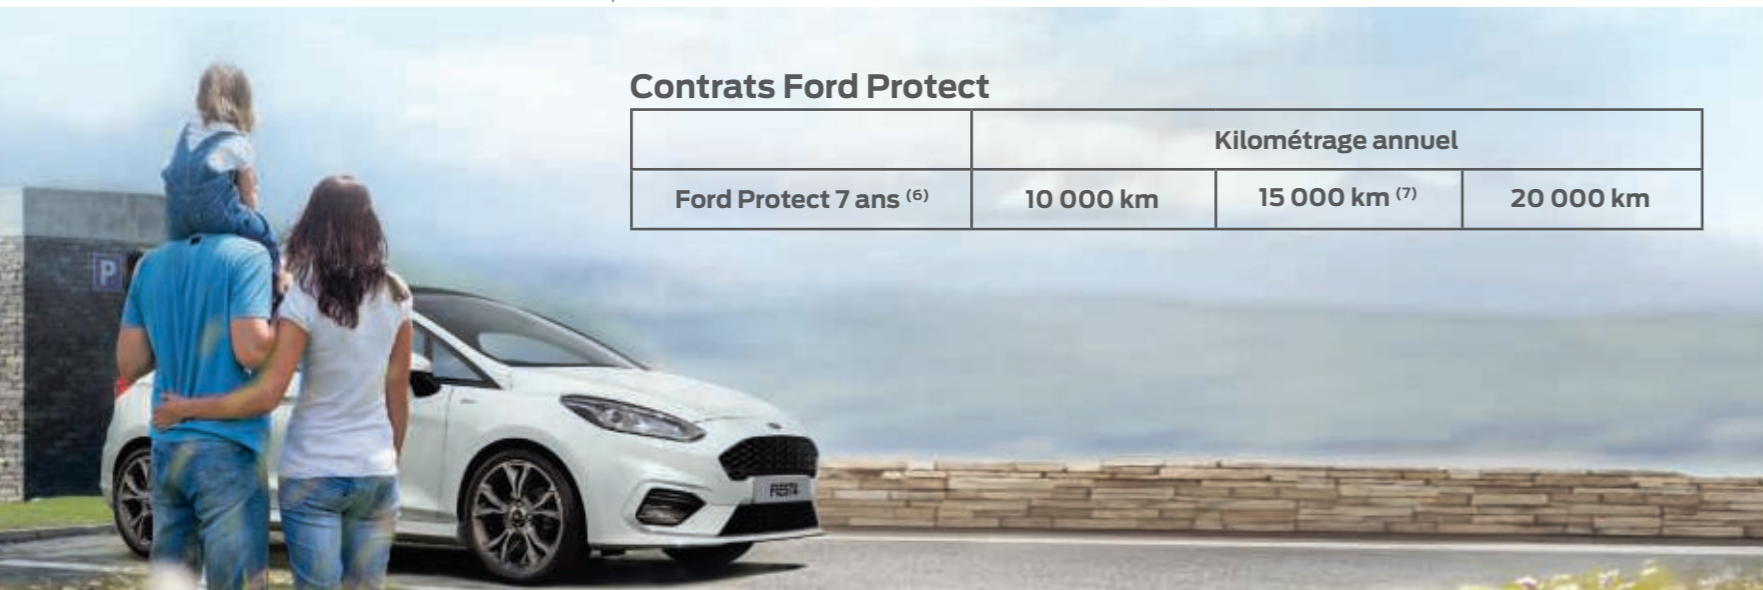 Contrats Ford Protect
Kilométrage annuel
Ford Protect 7 ans (6) 10 000 km 15 000 km (7) 20 000 km
P
FIESTA